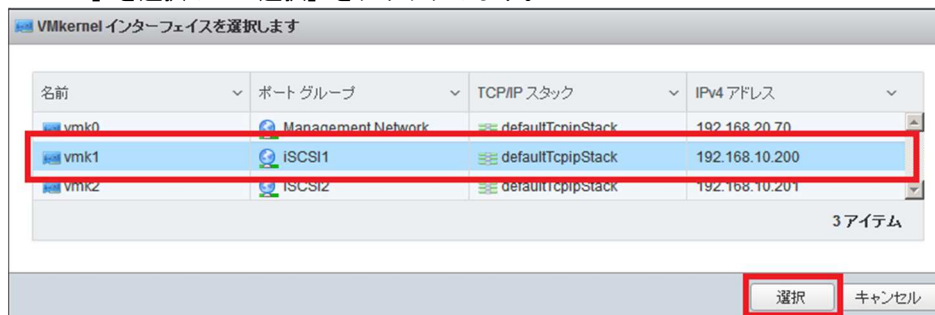 VMkernel インターフェイスを選択します
名前 ポート グループ TCP/IP スタック IPv4 アドレス
vmk0 Management Network defaultTcpipStack 192.168.20.70
vmk1 iSCSI1 defaultTcpipStack 192.168.10.200
vmk2 iSCSI2 defaultTcpipStack 192.168.10.201
3 アイテム
選択 キャンセル